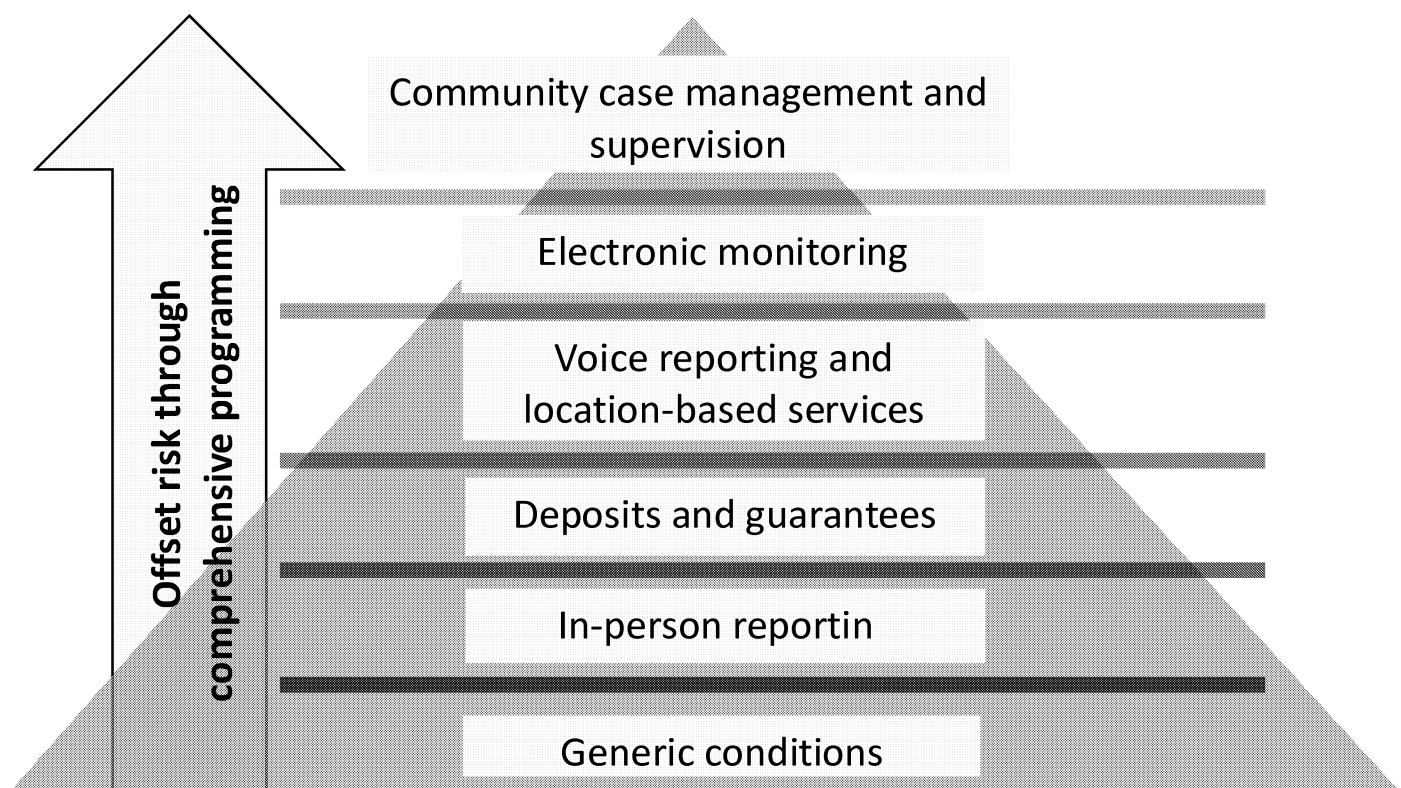 Offset risk through
comprehensive programming
Community case management and
supervision
Electronic monitoring
Voice reporting and
location-based services
Deposits and guarantees
In-person reportin
Generic conditions